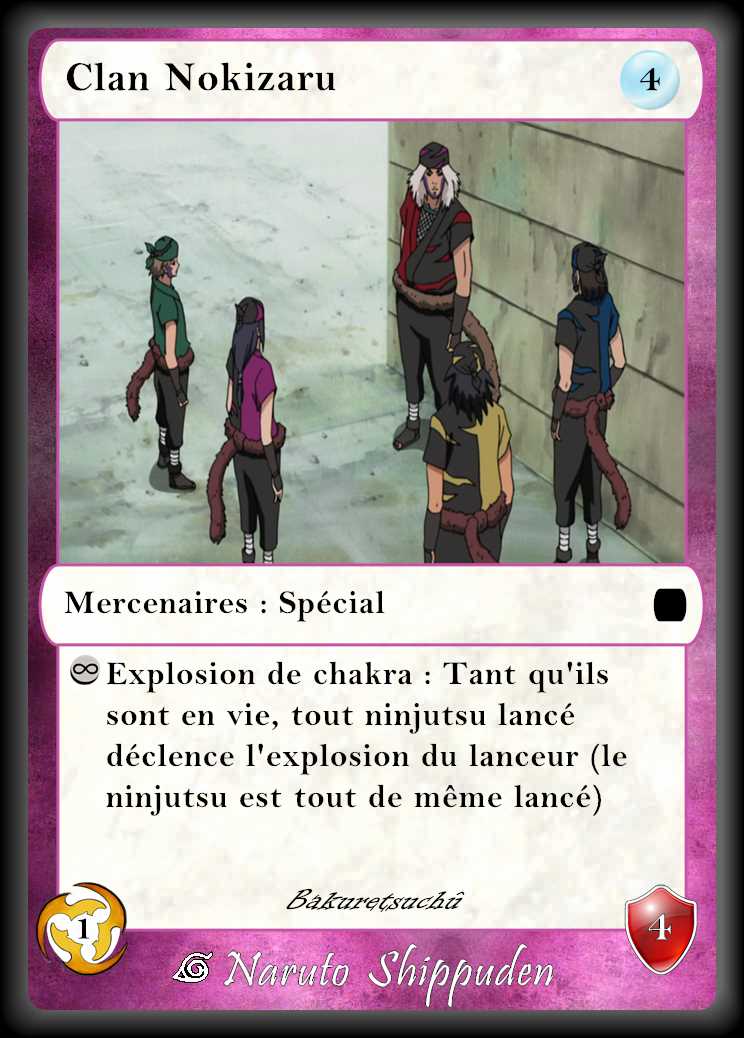 Clan Nokizaru 4
Mercenaires : Spécial
Explosion de chakra : Tant qu'ils
sont en vie, tout ninjutsu lancé
déclence l'explosion du lanceur (le
ninjutsu est tout de même lancé)
Bakuretsuchû
1 4
Naruto Shippuden